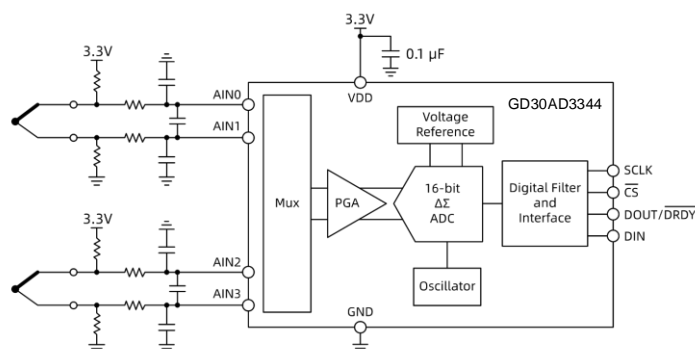 3.3V
3.3V
0.1 µF
AIN0
VDD
GD30AD3344
AIN1
Voltage
Reference
Mux
PGA
16-bit
ΔΣ
ADC
Digital Filter
and
Interface
SCLK
CS
DOUT/DRDY
DIN
3.3V
AIN2
Oscillator
AIN3
GND